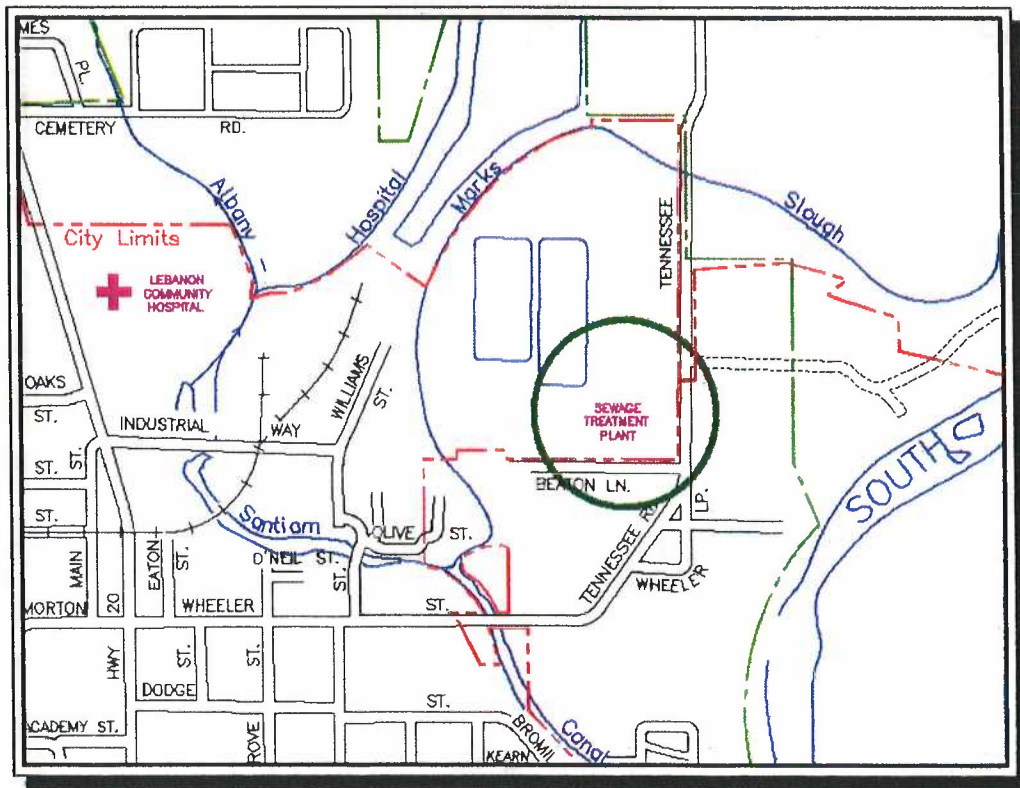 MES
PL.
CEMETERY RD.
Albany -
Hospital
Marks
Slough
TENNESSEE
City Limits
LEBANON
COMMUNITY
HOSPITAL
OAKS
ST.
INDUSTRIAL WAY
WILLIAMS
ST.
SEWAGE
TREATMENT
PLANT
SOUTH
ST.
ST.
BEATON LN.
LP.
ST.
Santiam
OLIVE ST.
D'NEIL ST.
ST.
TENNESSEE RD.
WHEELER
MAIN
EATON
ST.
MORTON
20
WHEELER
ST.
HWY
ST.
ST.
DODGE
ST.
ACADEMY ST.
ROVE
BROMIL
KEARN
Canal